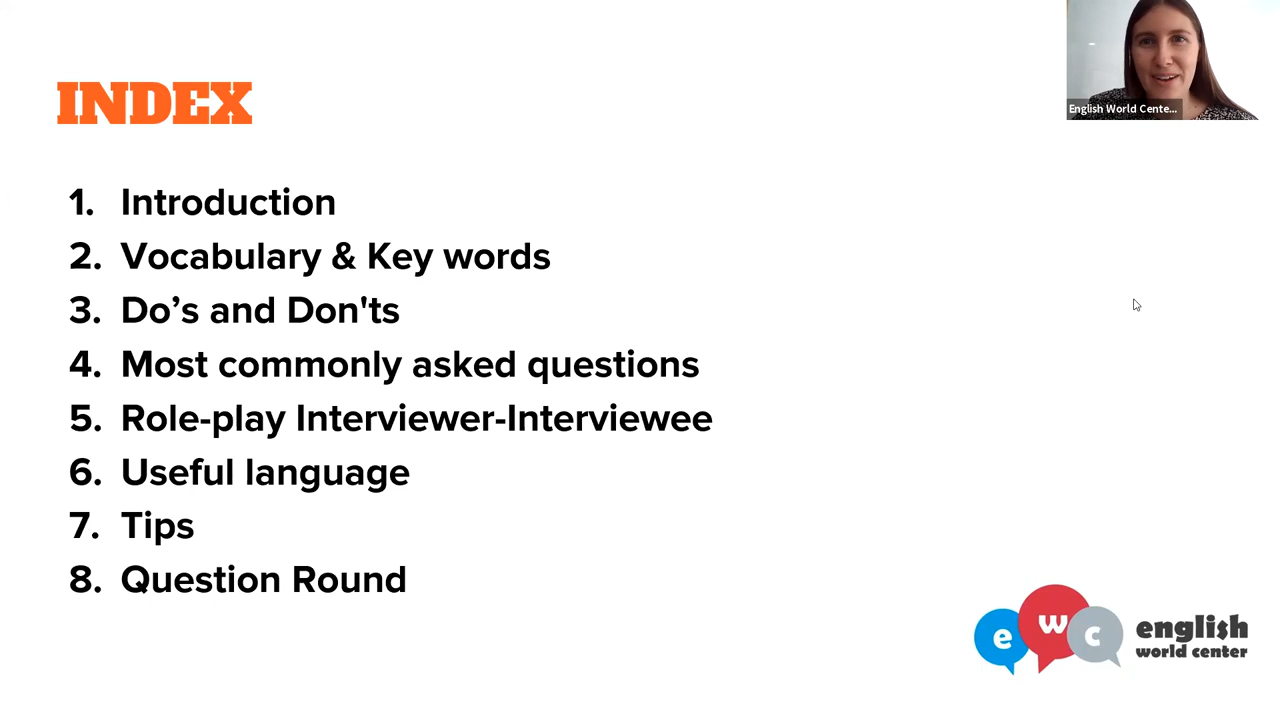 INDEX
English World Cente...
1. Introduction
2. Vocabulary & Key words
3. Do’s and Don'ts
4. Most commonly asked questions
5. Role-play Interviewer-Interviewee
6. Useful language
7. Tips
8. Question Round
e w c english
world center